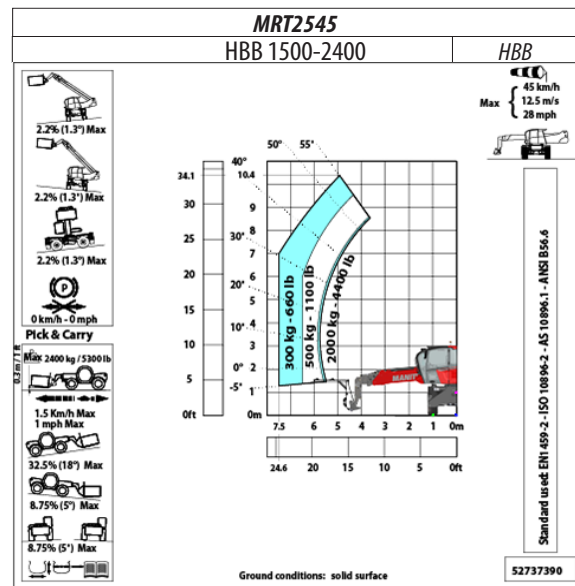 MRT2545
HBB 1500-2400
HBB
2.2% (1.3°) Max
2.2% (1.3°) Max
2.2% (1.3°) Max
P
0 km/h - 0 mph
Pick & Carry
0.3 m / 1 ft
Max 2400 kg / 5300 lb
1.5 Km/h Max
1 mph Max
32.5% (18°) Max
8.75% (5°) Max
8.75% (5°) Max
34.1
30
25
20
15
10
5
0ft
40°
30°
20°
10°
0°
-5°
50°
55°
10.4
9
8
7
6
5
4
3
2
1
0m
300 kg - 660 lb
500 kg - 1100 lb
2000 kg - 4400 lb
7.5
6
5
4
3
2
1
0m
24.6
20
15
10
5
0ft
Max
45 km/h
12.5 m/s
28 mph
Standard used: EN1459-2 - ISO 10896-2 - AS 10896.1 - ANSI B56.6
Ground conditions: solid surface
52737390